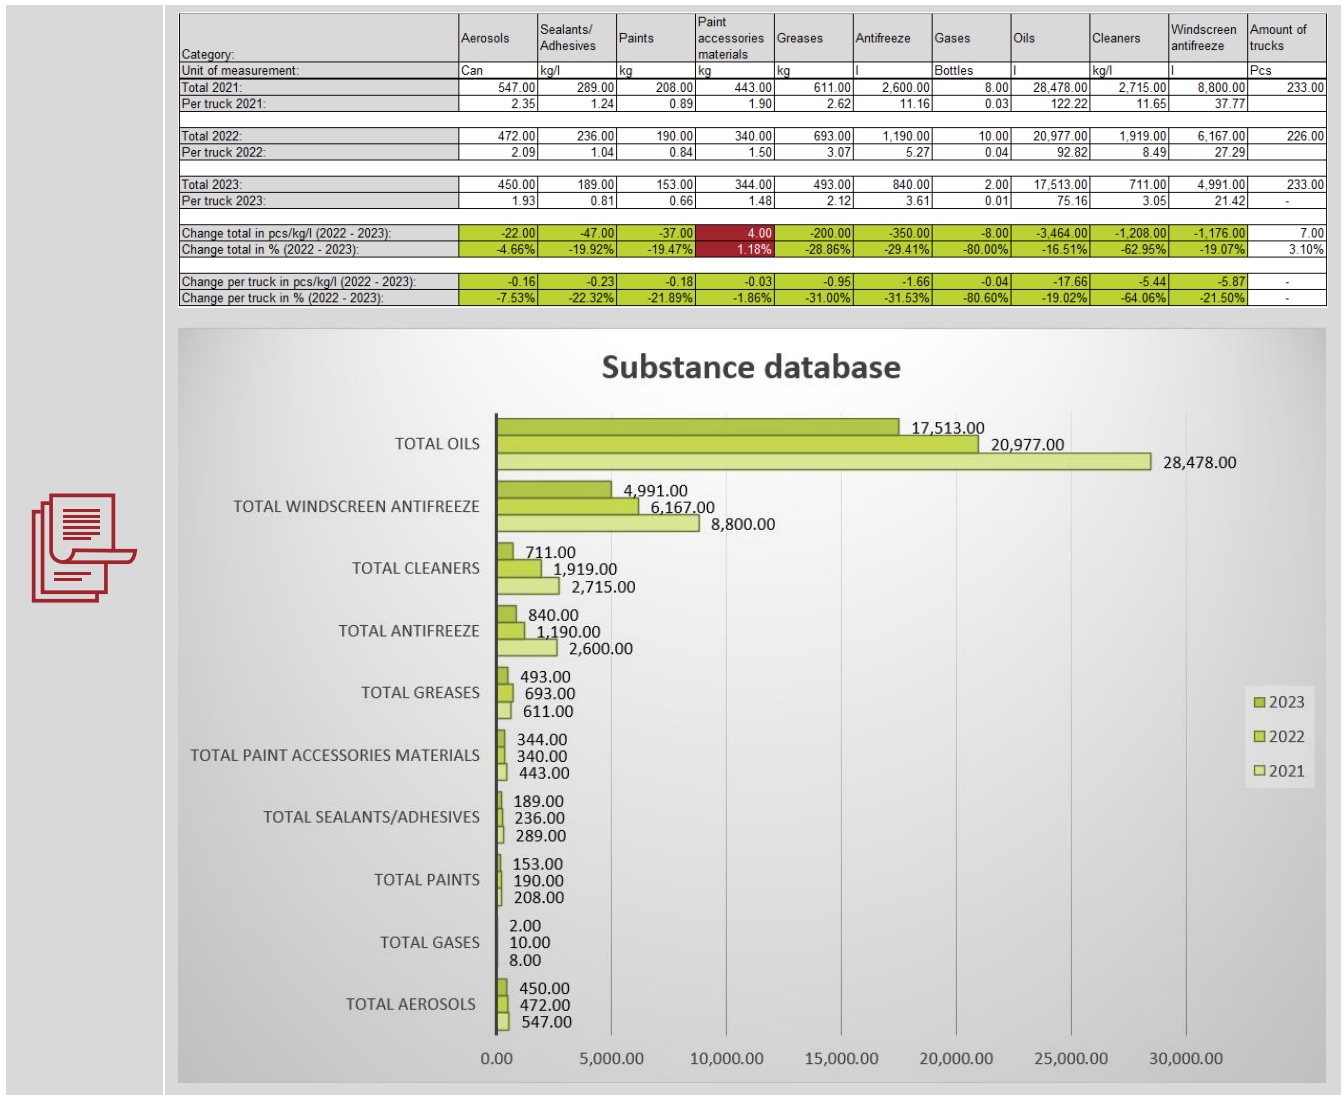 Category: Aerosols Sealants/ Adhesives Paints Paint accessories materials Greases Antifreeze Gases Oils Cleaners Windscreen antifreeze Amount of trucks
Unit of measurement: Can kg/l kg kg kg l Bottles l kg/l l Pcs
Total 2021: 547.00 289.00 208.00 443.00 611.00 2,600.00 8.00 28,478.00 2,715.00 8,800.00 233.00
Per truck 2021: 2.35 1.24 0.89 1.90 2.62 11.16 0.03 122.22 11.65 37.77
Total 2022: 472.00 236.00 190.00 340.00 693.00 1,190.00 10.00 20,977.00 1,919.00 6,167.00 226.00
Per truck 2022: 2.09 1.04 0.84 1.50 3.07 5.27 0.04 92.82 8.49 27.29
Total 2023: 450.00 189.00 153.00 344.00 493.00 840.00 2.00 17,513.00 711.00 4,991.00 233.00
Per truck 2023: 1.93 0.81 0.66 1.48 2.12 3.61 0.01 75.16 3.05 21.42 -
Change total in pcs/kg/l (2022 - 2023): -22.00 -47.00 -37.00 4.00 -200.00 -350.00 -8.00 -3,464.00 -1,208.00 -1,176.00 7.00
Change total in % (2022 - 2023): -4.66% -19.92% -19.47% 1.18% -28.86% -29.41% -80.00% -16.51% -62.95% -19.07% 3.10%
Change per truck in pcs/kg/l (2022 - 2023): -0.16 -0.23 -0.18 -0.03 -0.95 -1.66 -0.04 -17.66 -5.44 -5.87 -
Change per truck in % (2022 - 2023): -7.53% -22.32% -21.89% -1.86% -31.00% -31.53% -80.60% -19.02% -64.06% -21.50% -
Substance database
17,513.00
TOTAL OILS 20,977.00
28,478.00
4,991.00
TOTAL WINDSCREEN ANTIFREEZE 6,167.00
8,800.00
711.00
TOTAL CLEANERS 1,919.00
2,715.00
840.00
TOTAL ANTIFREEZE 1,190.00
2,600.00
493.00
TOTAL GREASES 693.00
611.00
344.00
TOTAL PAINT ACCESSORIES MATERIALS 340.00
443.00
189.00
TOTAL SEALANTS/ADHESIVES 236.00
289.00
153.00
TOTAL PAINTS 190.00
208.00
2.00
TOTAL GASES 10.00
8.00
450.00
TOTAL AEROSOLS 472.00
547.00
0.00 5,000.00 10,000.00 15,000.00 20,000.00 25,000.00 30,000.00
2023
2022
2021